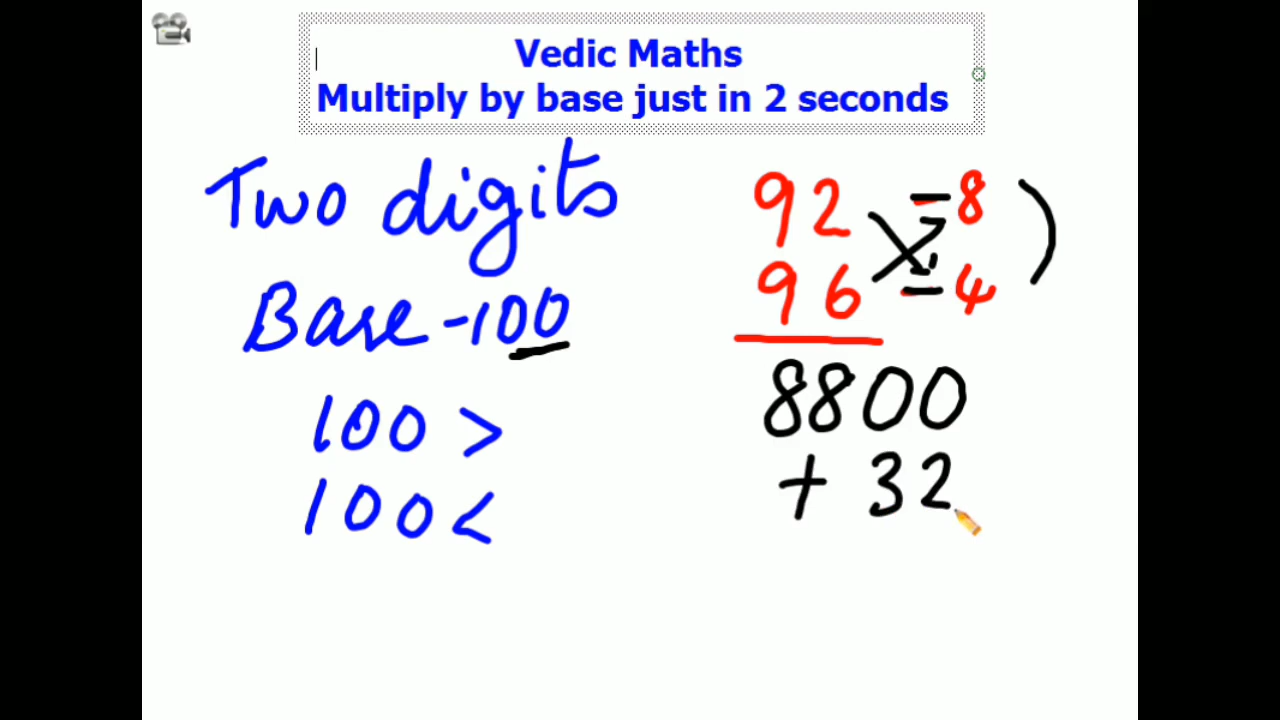 Vedic Maths
Multiply by base just in 2 seconds
Two digits
Base -100
100 >
100 <
92 -8
96 -4
8800
+ 32